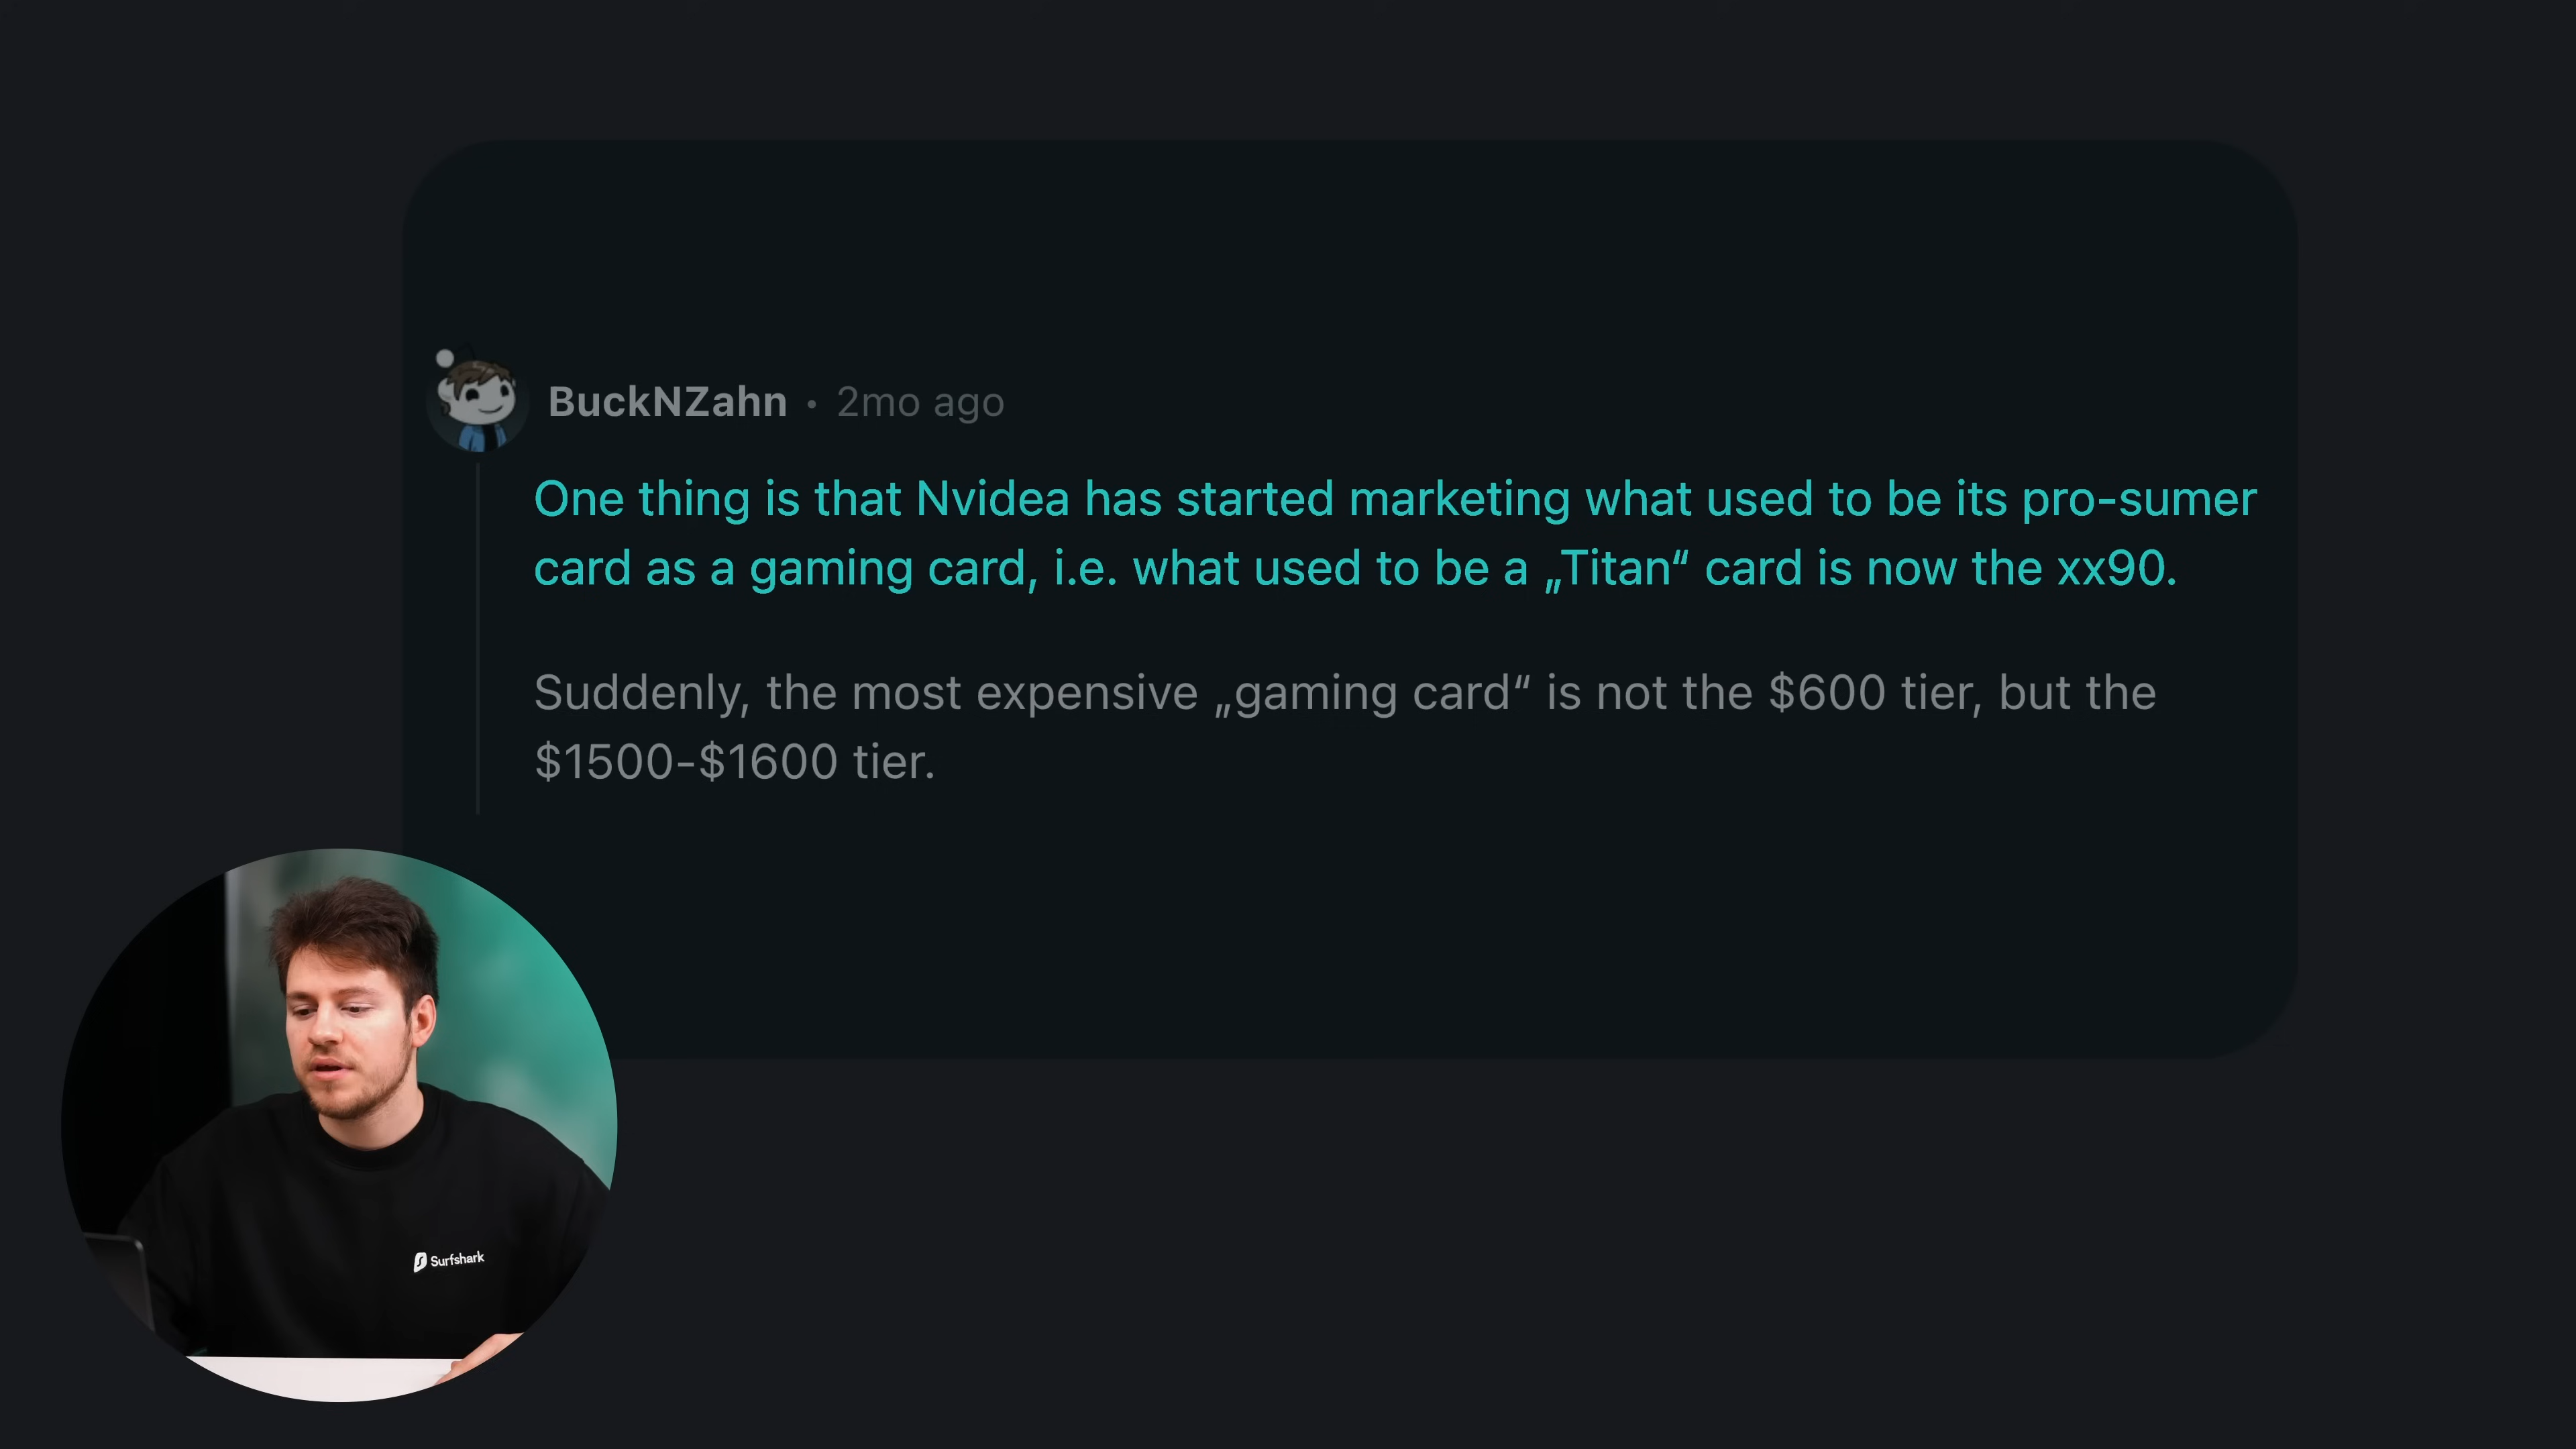 BuckNZahn • 2mo ago
One thing is that Nvidea has started marketing what used to be its pro-sumer
card as a gaming card, i.e. what used to be a „Titan“ card is now the xx90.
Suddenly, the most expensive „gaming card“ is not the $600 tier, but the
$1500-$1600 tier.
Surfshark